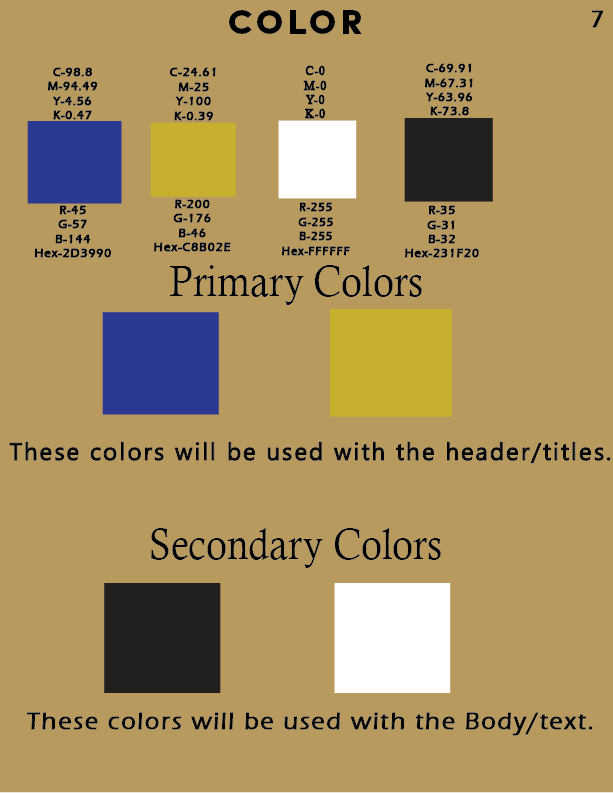 COLOR
7
C-98.8
M-94.49
Y-4.56
K-0.47
C-24.61
M-25
Y-100
K-0.39
C-0
M-0
Y-0
K-0
C-69.91
M-67.31
Y-63.96
K-73.8
R-45
G-57
B-144
Hex-2D3990
R-200
G-176
B-46
Hex-C8B02E
R-255
G-255
B-255
Hex-FFFFFF
R-35
G-31
B-32
Hex-231F20
Primary Colors
These colors will be used with the header/titles.
Secondary Colors
These colors will be used with the Body/text.